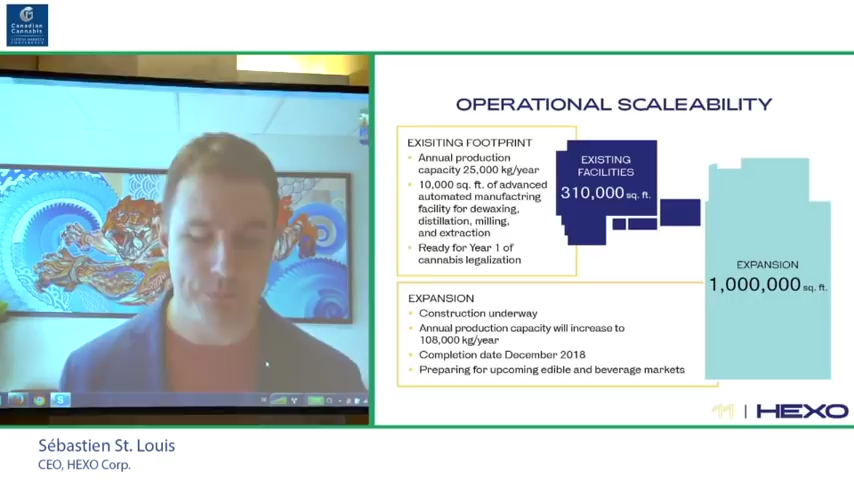 Canadian
Cannabis
OPERATIONAL SCALEABILITY
EXISITING FOOTPRINT
• Annual production
capacity 25,000 kg/year
• 10,000 sq. ft. of advanced
automated manufactring
facility for dewaxing,
distillation, milling,
and extraction
• Ready for Year 1 of
cannabis legalization
EXISTING
FACILITIES
310,000 sq. ft.
EXPANSION
1,000,000 sq. ft.
EXPANSION
• Construction underway
• Annual production capacity will increase to
108,000 kg/year
• Completion date December 2018
• Preparing for upcoming edible and beverage markets
| HEXO
Sébastien St. Louis
CEO, HEXO Corp.